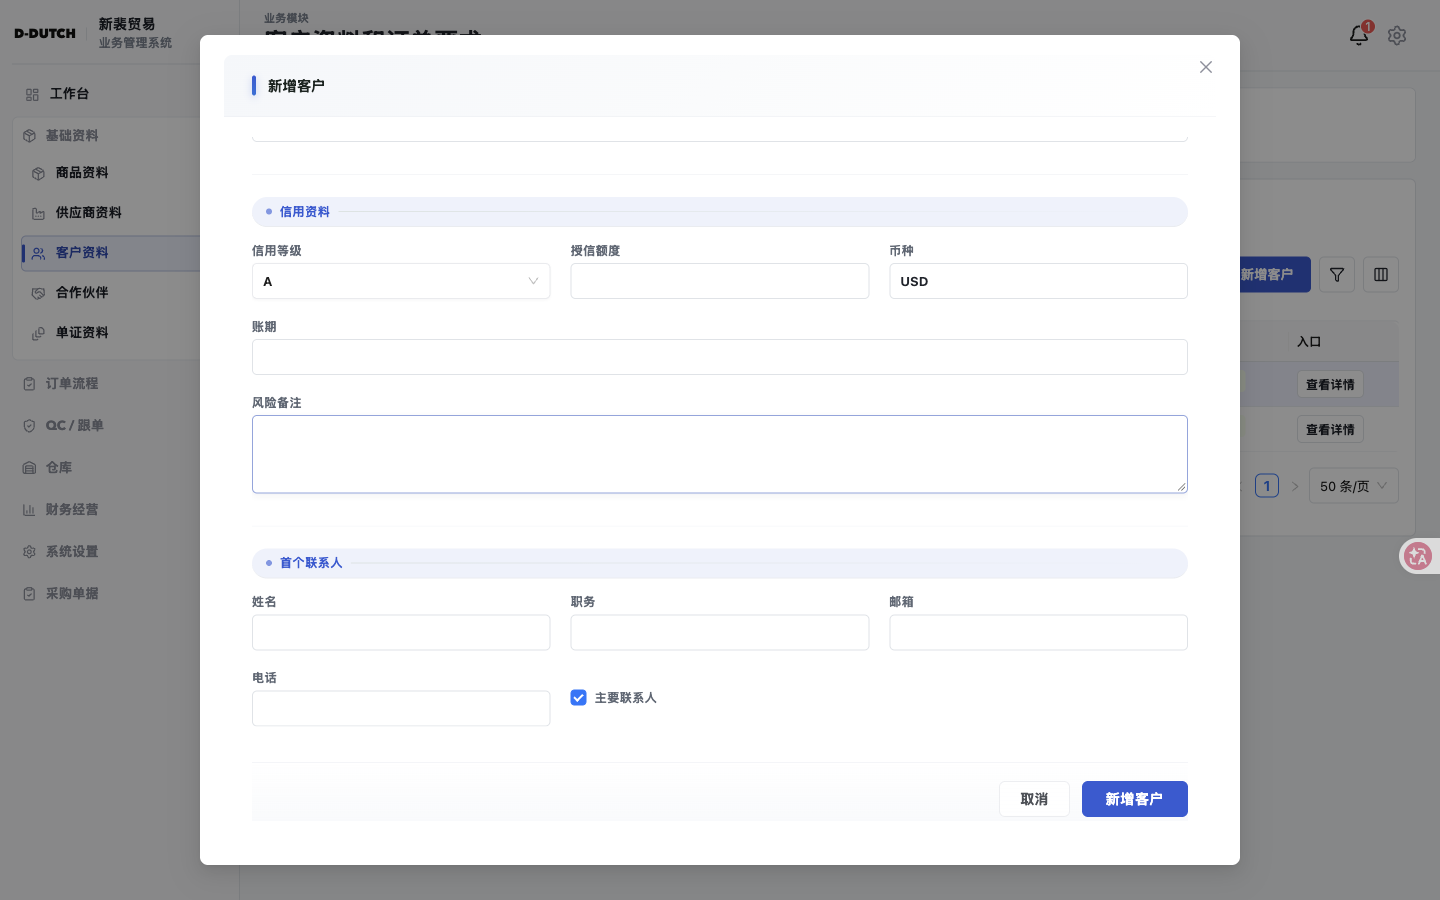 D-DUTCH
新裴贸易
业务管理系统
业务模块
1
工作台
基础资料
商品资料
供应商资料
客户资料
合作伙伴
单证资料
订单流程
QC / 跟单
仓库
财务经营
系统设置
采购单据
新增客户
信用资料
信用等级
授信额度
币种
A
USD
账期
风险备注
首个联系人
姓名
职务
邮箱
电话
主要联系人
取消
新增客户
新增客户
入口
查看详情
查看详情
1
50 条/页